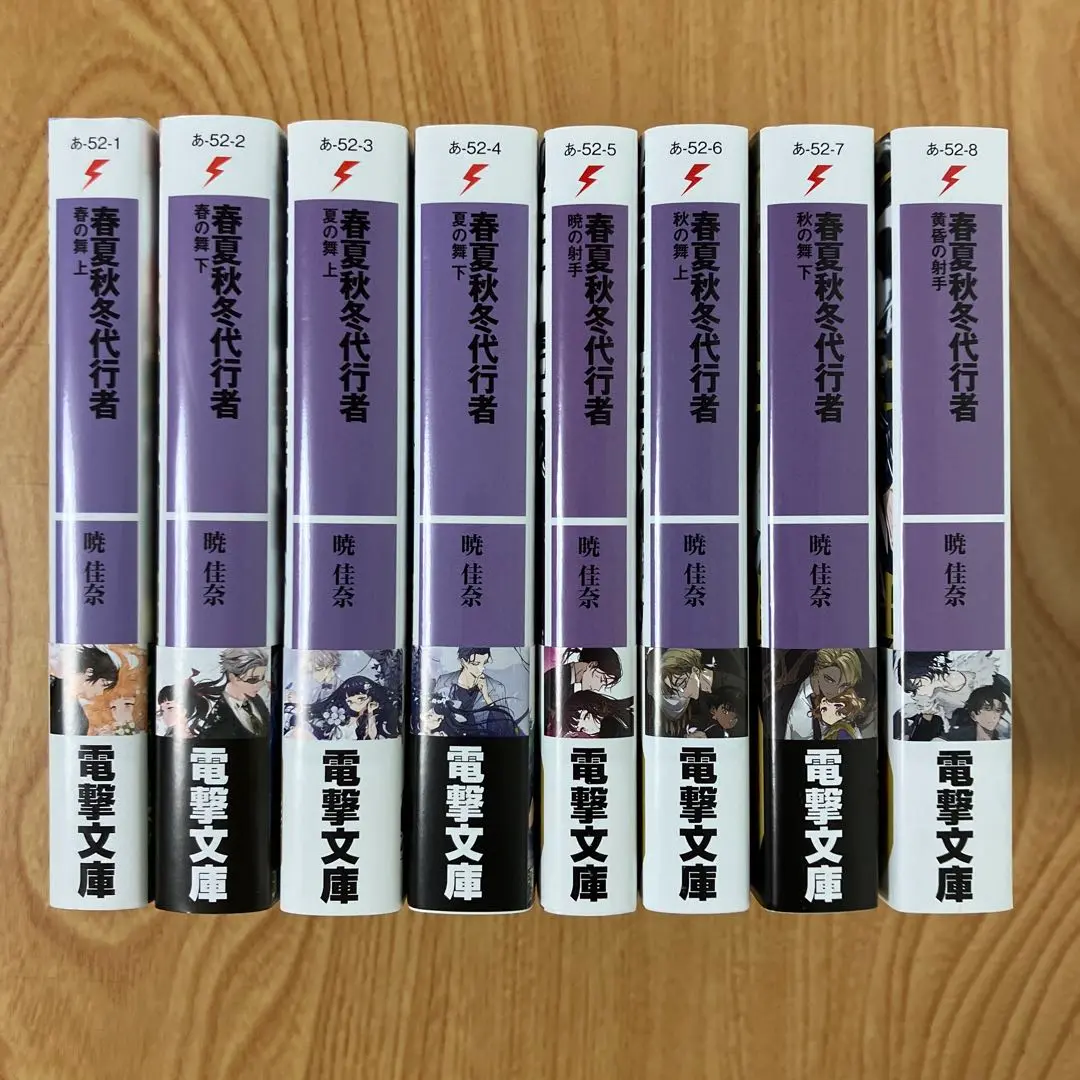 あ-52-1
春夏秋冬代行者
春の舞 上
暁 佳奈
電撃文庫
あ-52-2
春夏秋冬代行者
春の舞 下
暁 佳奈
電撃文庫
あ-52-3
春夏秋冬代行者
夏の舞 上
暁 佳奈
電撃文庫
あ-52-4
春夏秋冬代行者
夏の舞 下
暁 佳奈
電撃文庫
あ-52-5
春夏秋冬代行者
暁の射手
暁 佳奈
電撃文庫
あ-52-6
春夏秋冬代行者
秋の舞 上
暁 佳奈
電撃文庫
あ-52-7
春夏秋冬代行者
秋の舞 下
暁 佳奈
電撃文庫
あ-52-8
春夏秋冬代行者
黄昏の射手
暁 佳奈
電撃文庫